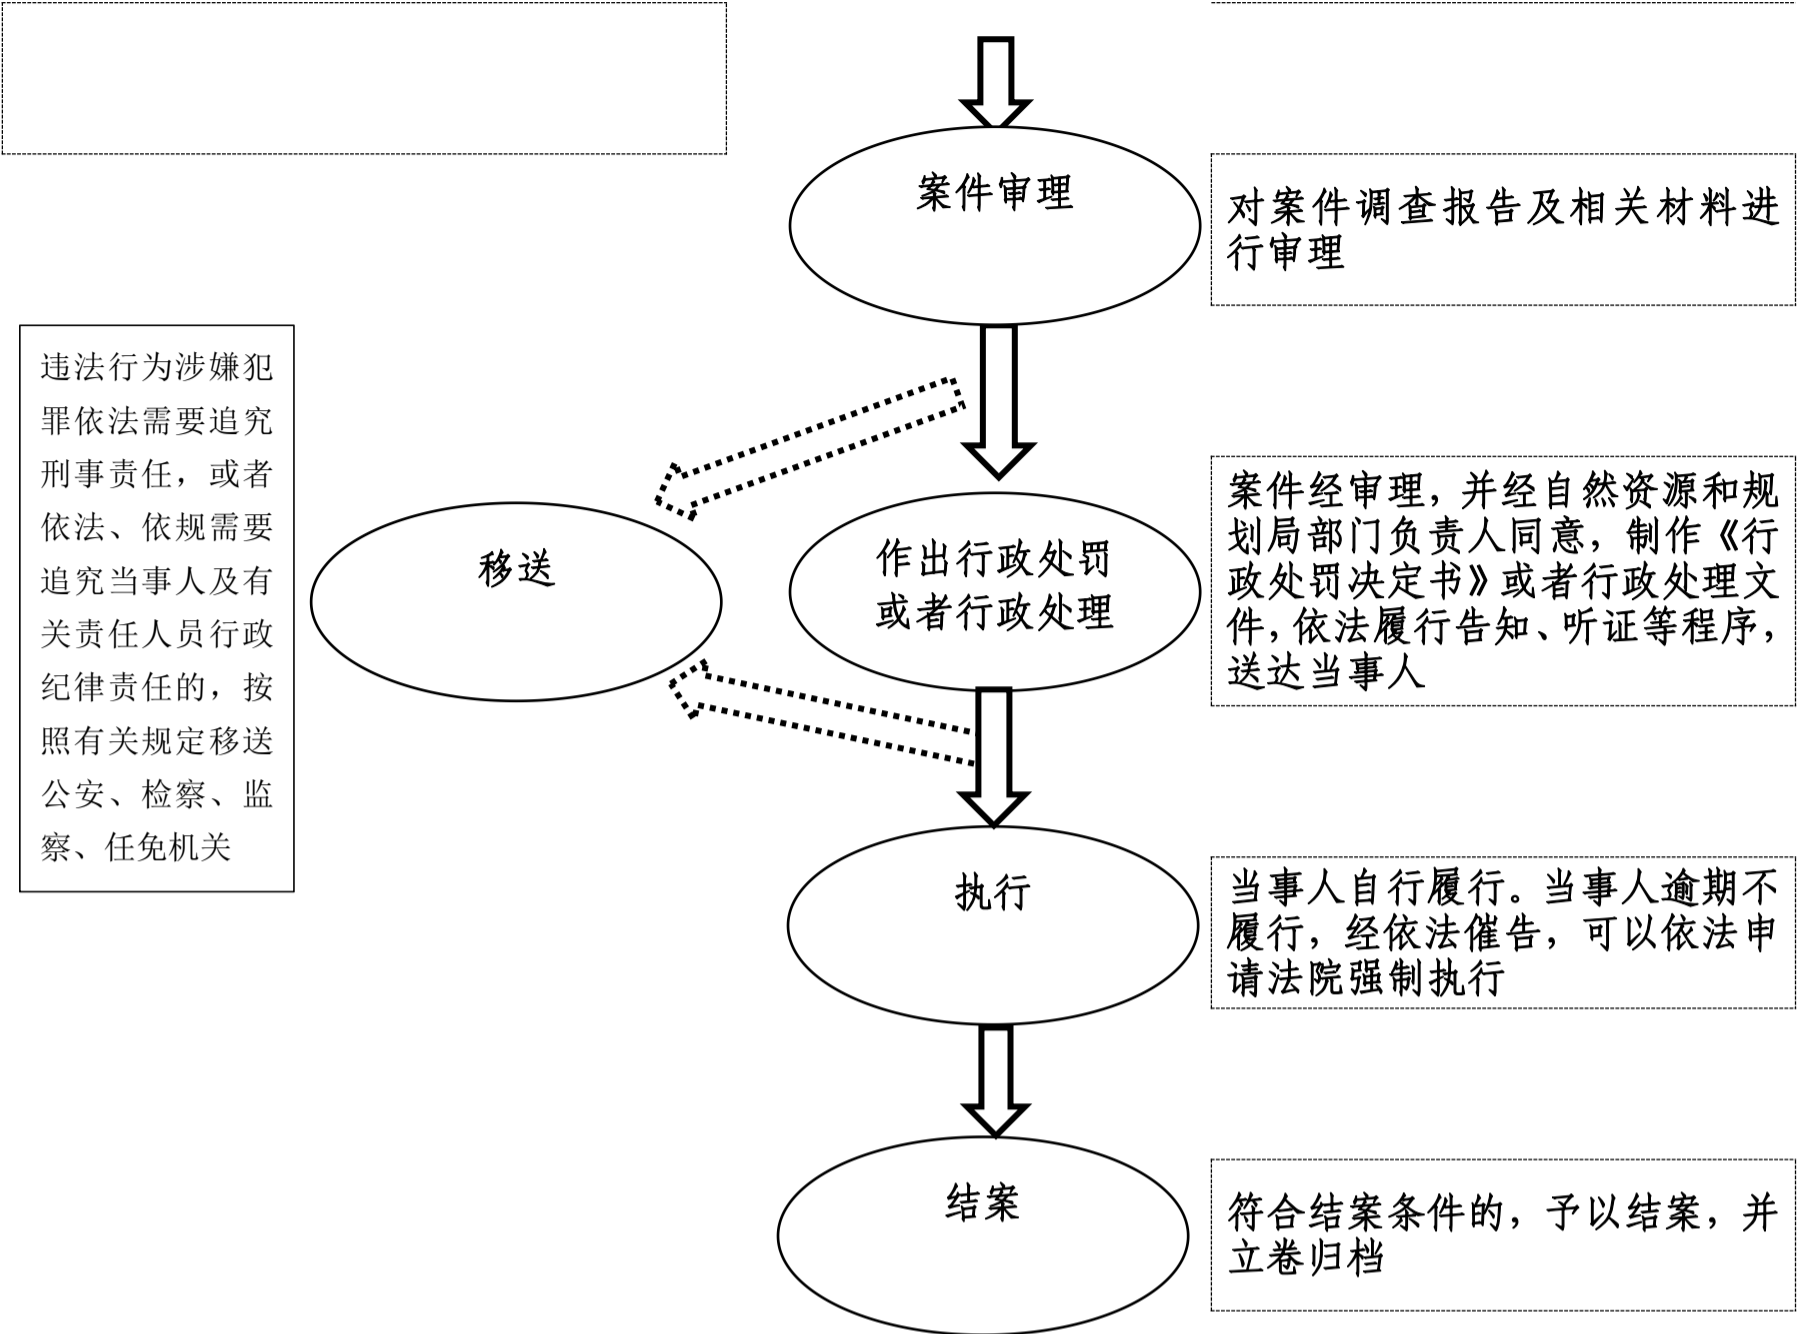 案件审理
对案件调查报告及相关材料进
行审理
违法行为涉嫌犯
罪依法需要追究
刑事责任，或者
依法、依规需要
追究当事人及有
关责任人员行政
纪律责任的，按
照有关规定移送
公安、检察、监
察、任免机关
移送
作出行政处罚
或者行政处理
案件经审理，并经自然资源和规
划局部门负责人同意，制作《行
政处罚决定书》或者行政处理文
件，依法履行告知、听证等程序，
送达当事人
执行
当事人自行履行。当事人逾期不
履行，经依法催告，可以依法申
请法院强制执行
结案
符合结案条件的，予以结案，并
立卷归档